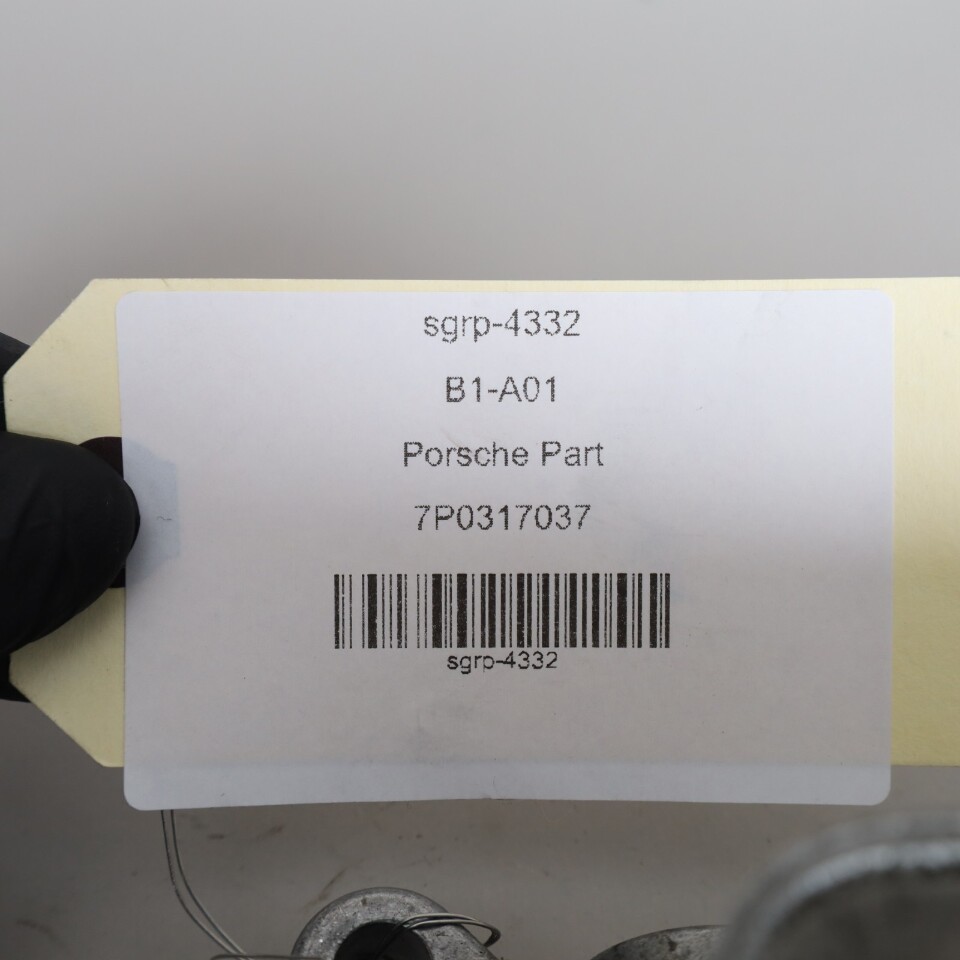 sgrp-4332
B1-A01
Porsche Part
7P0317037
sgrp-4332